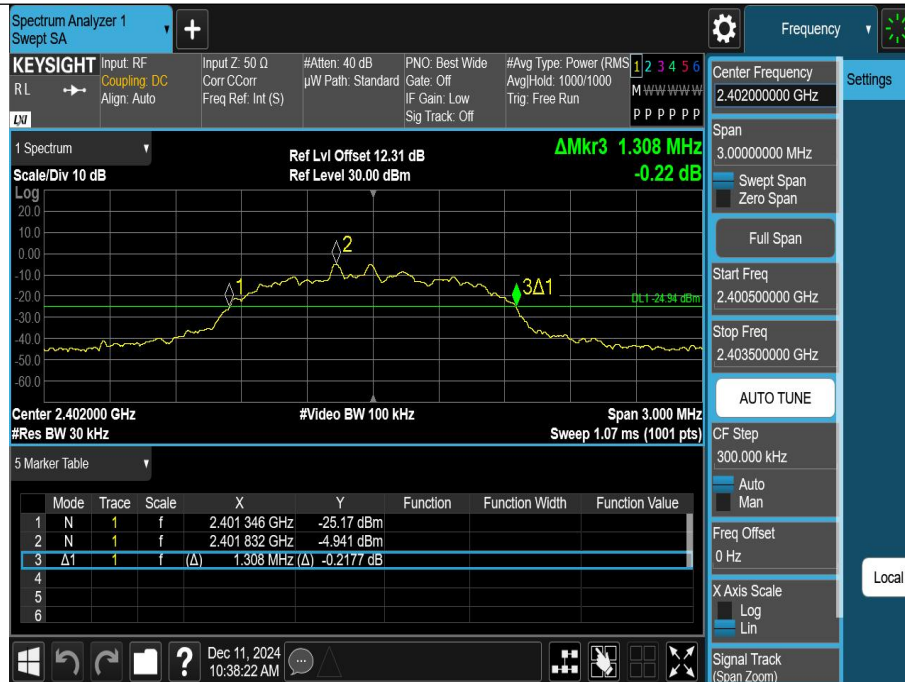 Spectrum Analyzer 1
Swept SA
+
Frequency
KEYSIGHT
RL
LXI
Input: RF
Coupling: DC
Align: Auto
Input Z: 50 Ω
Corr CCorr
Freq Ref: Int (S)
#Atten: 40 dB
µW Path: Standard
PNO: Best Wide
Gate: Off
IF Gain: Low
Sig Track: Off
#Avg Type: Power (RMS
Avg|Hold: 1000/1000
Trig: Free Run
1 2 3 4 5 6
M W W W W W
P P P P P P
1 Spectrum
Scale/Div 10 dB
Ref Lvl Offset 12.31 dB
Ref Level 30.00 dBm
ΔMkr3 1.308 MHz
-0.22 dB
Log
20.0
10.0
0.00
-10.0
-20.0
-30.0
-40.0
-50.0
-60.0
1
2
3Δ1
DL1 -24.94 dBm
Center 2.402000 GHz
#Video BW 100 kHz
Span 3.000 MHz
#Res BW 30 kHz
Sweep 1.07 ms (1001 pts)
5 Marker Table
Mode Trace Scale X Y Function Function Width Function Value
1 N 1 f 2.401 346 GHz -25.17 dBm
2 N 1 f 2.401 832 GHz -4.941 dBm
3 Δ1 1 f (Δ) 1.308 MHz (Δ) -0.2177 dB
4
5
6
?
Dec 11, 2024
10:38:22 AM
Center Frequency
2.402000000 GHz
Span
3.00000000 MHz
Swept Span
Zero Span
Full Span
Start Freq
2.400500000 GHz
Stop Freq
2.403500000 GHz
AUTO TUNE
CF Step
300.000 kHz
Auto
Man
Freq Offset
0 Hz
X Axis Scale
Log
Lin
Signal Track
(Span Zoom)
Settings
Local